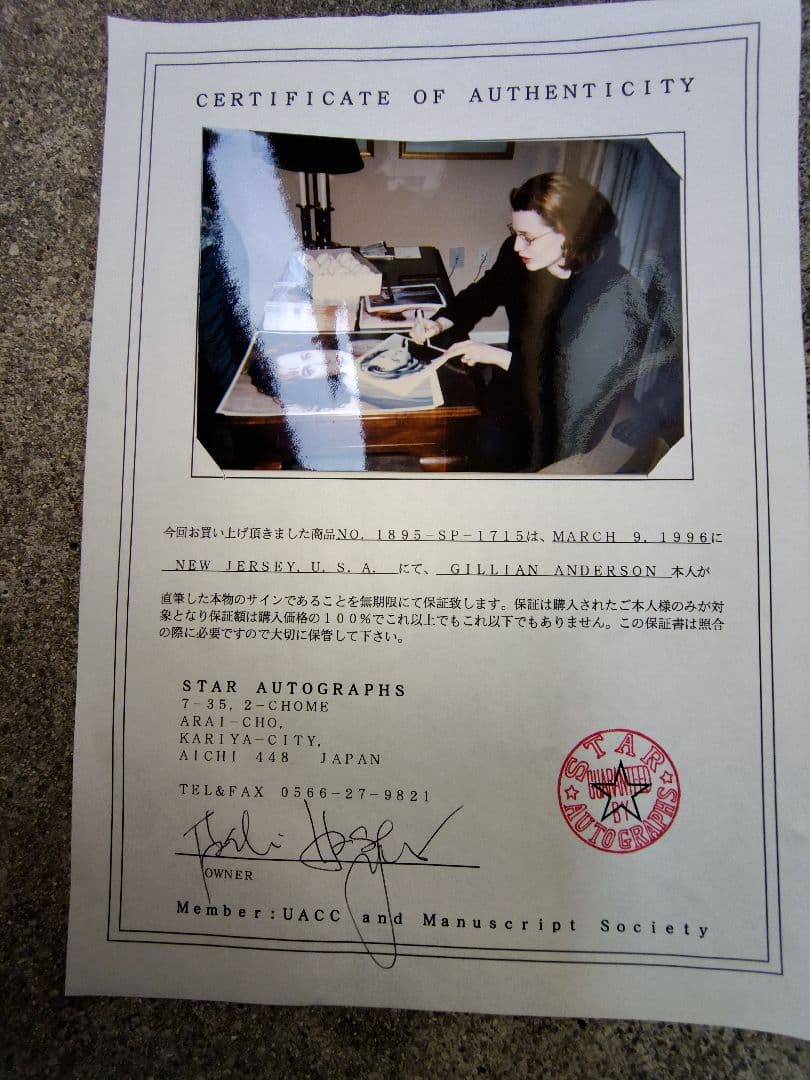 CERTIFICATE OF AUTHENTICITY
今回お買い上げ頂きました商品NO. 1895-SP-1715は、MARCH 9, 1996に
NEW JERSEY, U. S. A. にて、 GILLIAN ANDERSON 本人が
直筆した本物のサインであることを無期限にて保証致します。保証は購入されたご本人様のみが対
象となり保証額は購入価格の100%でこれ以上でもこれ以下でもありません。この保証書は照合
の際に必要ですので大切に保管して下さい。
STAR AUTOGRAPHS
7-35, 2-CHOME
ARAI-CHO,
KARIYA-CITY,
AICHI 448 JAPAN
TEL&FAX 0566-27-9821
OWNER
Member:UACC and Manuscript Society
STAR
GUARANTEED
BY
AUTOGRAPHS